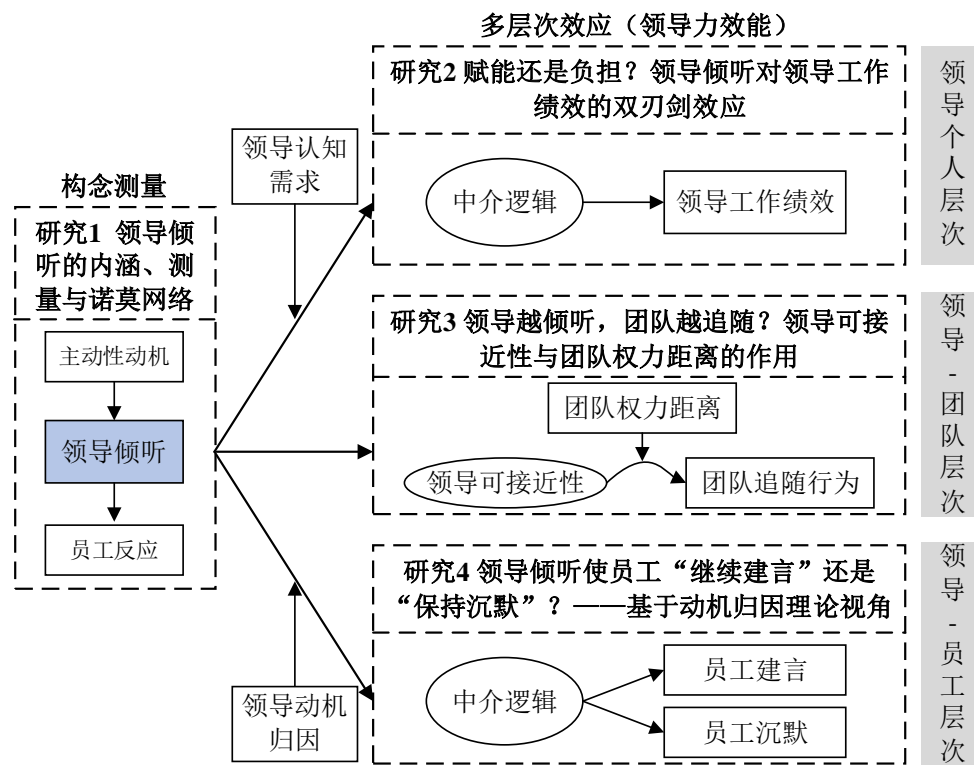 多层次效应（领导力效能）
研究2 赋能还是负担？领导倾听对领导工作
绩效的双刃剑效应
领导认知
需求
中介逻辑
领导工作绩效
领导个人层次
构念测量
研究1 领导倾
听的内涵、测
量与诺莫网络
主动性动机
领导倾听
员工反应
研究3 领导越倾听，团队越追随？领导可接
近性与团队权力距离的作用
团队权力距离
领导可接近性
团队追随行为
领导-团队层次
研究4 领导倾听使员工“继续建言”还是
“保持沉默”？——基于动机归因理论视角
领导动机
归因
中介逻辑
员工建言
员工沉默
领导-员工层次